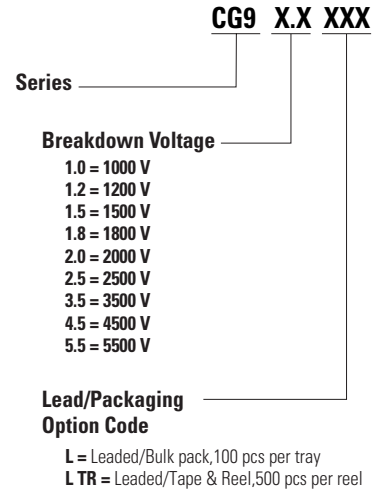 CG9 X.X XXX
Series
Breakdown Voltage
1.0 = 1000 V
1.2 = 1200 V
1.5 = 1500 V
1.8 = 1800 V
2.0 = 2000 V
2.5 = 2500 V
3.5 = 3500 V
4.5 = 4500 V
5.5 = 5500 V
Lead/Packaging
Option Code
L = Leaded/Bulk pack,100 pcs per tray
L TR = Leaded/Tape & Reel,500 pcs per reel